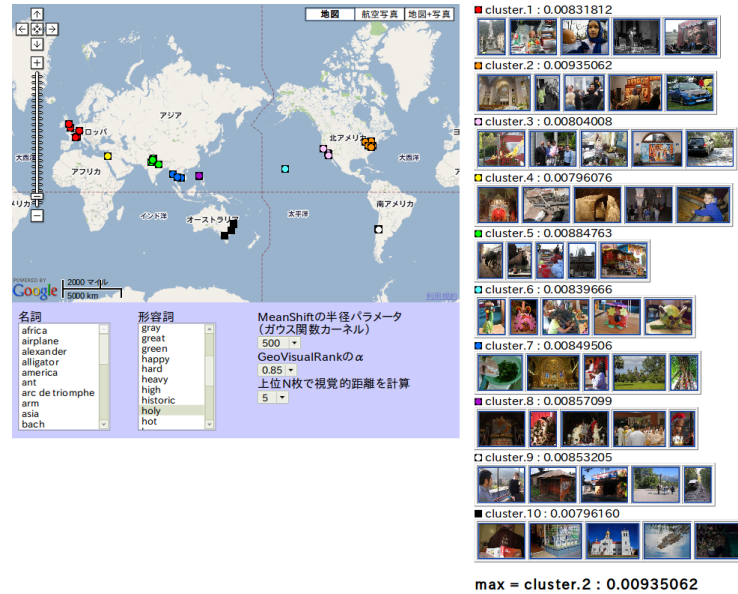 地図
航空写真
地図+写真
アジア
ロッパ
北アメリカ
大西洋
大西洋
アフリカ
リカ
インド洋
オーストラリア
太平洋
南アメリカ
POWERED BY
Google
2000 マイル
5000 km
利用規約
名詞
africa
airplane
alexander
alligator
america
ant
arc de triomphe
arm
asia
bach
形容詞
gray
great
green
happy
hard
heavy
high
historic
holy
hot
MeanShiftの半径パラメータ
(ガウス関数カーネル)
500
GeoVisualRankのα
0.85
上位N枚で視覚的距離を計算
5
cluster.1 : 0.00831812
cluster.2 : 0.00935062
cluster.3 : 0.00804008
cluster.4 : 0.00796076
cluster.5 : 0.00884763
cluster.6 : 0.00839666
cluster.7 : 0.00849506
cluster.8 : 0.00857099
cluster.9 : 0.00853205
cluster.10 : 0.00796160
max = cluster.2 : 0.00935062